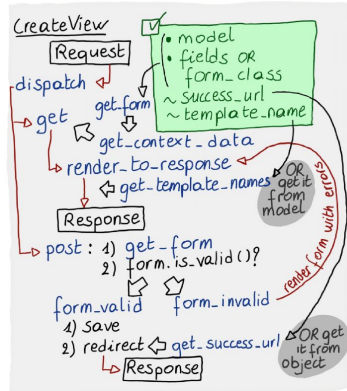 CreateView
Request
• model
• fields OR
form_class
~ success_url
~ template_name
dispatch
get_form
get
get_context_data
render_to_response
get_template_names
OR
get it
from
model
Response
render form with errors
post: 1) get_form
2) form.is_valid()?
form_valid
form_invalid
1) save
2) redirect
get_success_url
OR get
it from
object
Response